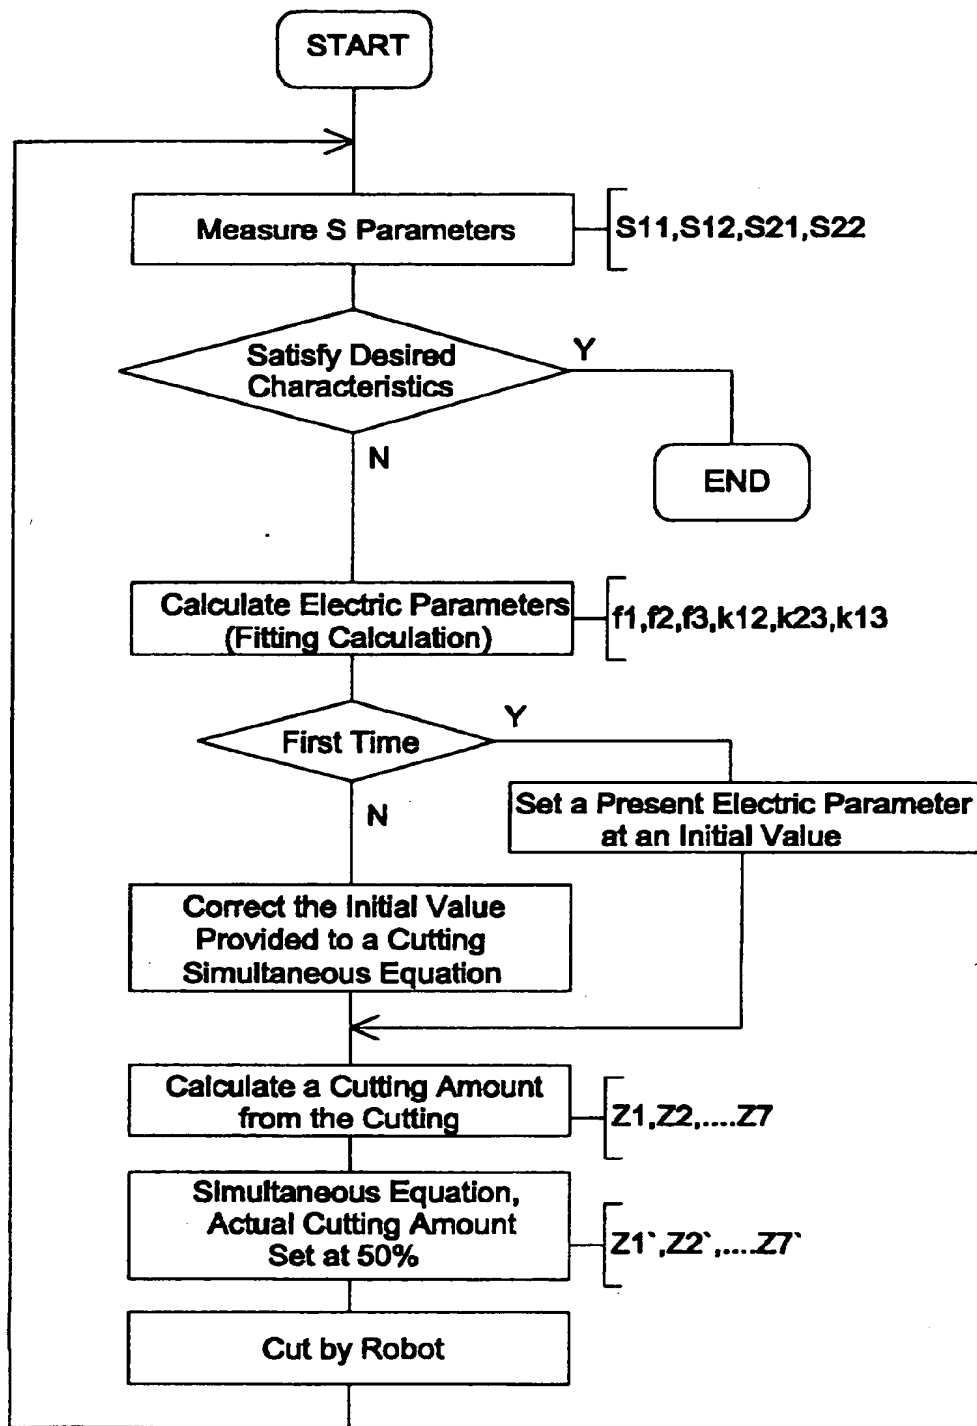 START
Measure S Parameters
S11,S12,S21,S22
Satisfy Desired
Characteristics
Y
N
END
Calculate Electric Parameters
(Fitting Calculation)
f1,f2,f3,k12,k23,k13
First Time
Y
N
Set a Present Electric Parameter
at an Initial Value
Correct the Initial Value
Provided to a Cutting
Simultaneous Equation
Calculate a Cutting Amount
from the Cutting
Z1,Z2,....Z7
Simultaneous Equation,
Actual Cutting Amount
Set at 50%
Z1`,Z2`,....Z7`
Cut by Robot